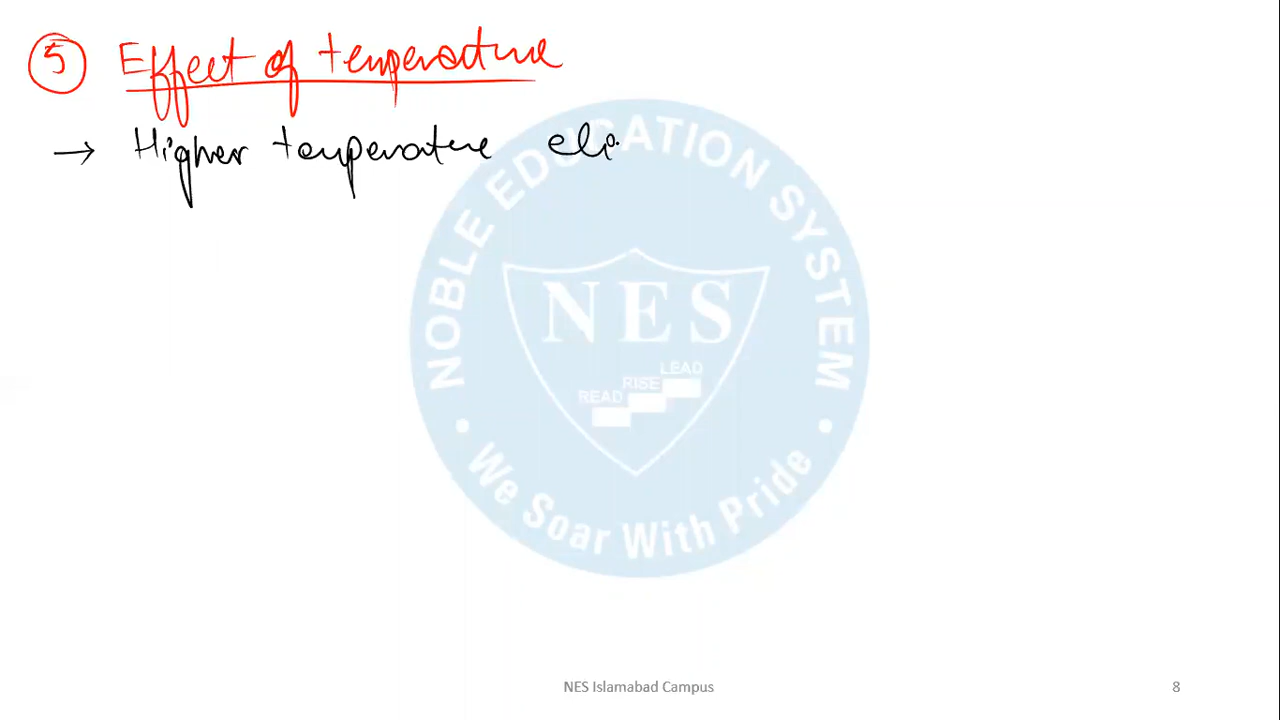 5 Effect of temperature
→ Higher temperature eli
NOBLE EDUCATION SYSTEM
NES
LEAD
RISE
READ
• We Soar With Pride •
NES Islamabad Campus 8